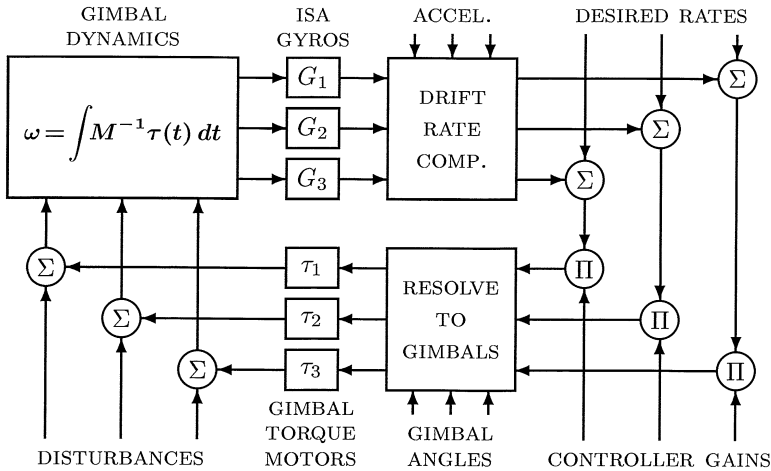 GIMBAL
DYNAMICS
ISA
GYROS
ACCEL.
DESIRED RATES
ω = ∫M⁻¹τ(t) dt
G₁
G₂
G₃
DRIFT
RATE
COMP.
Σ
Σ
Σ
Σ
Σ
Σ
τ₁
τ₂
τ₃
RESOLVE
TO
GIMBALS
Π
Π
Π
DISTURBANCES
GIMBAL
TORQUE
MOTORS
GIMBAL
ANGLES
CONTROLLER GAINS